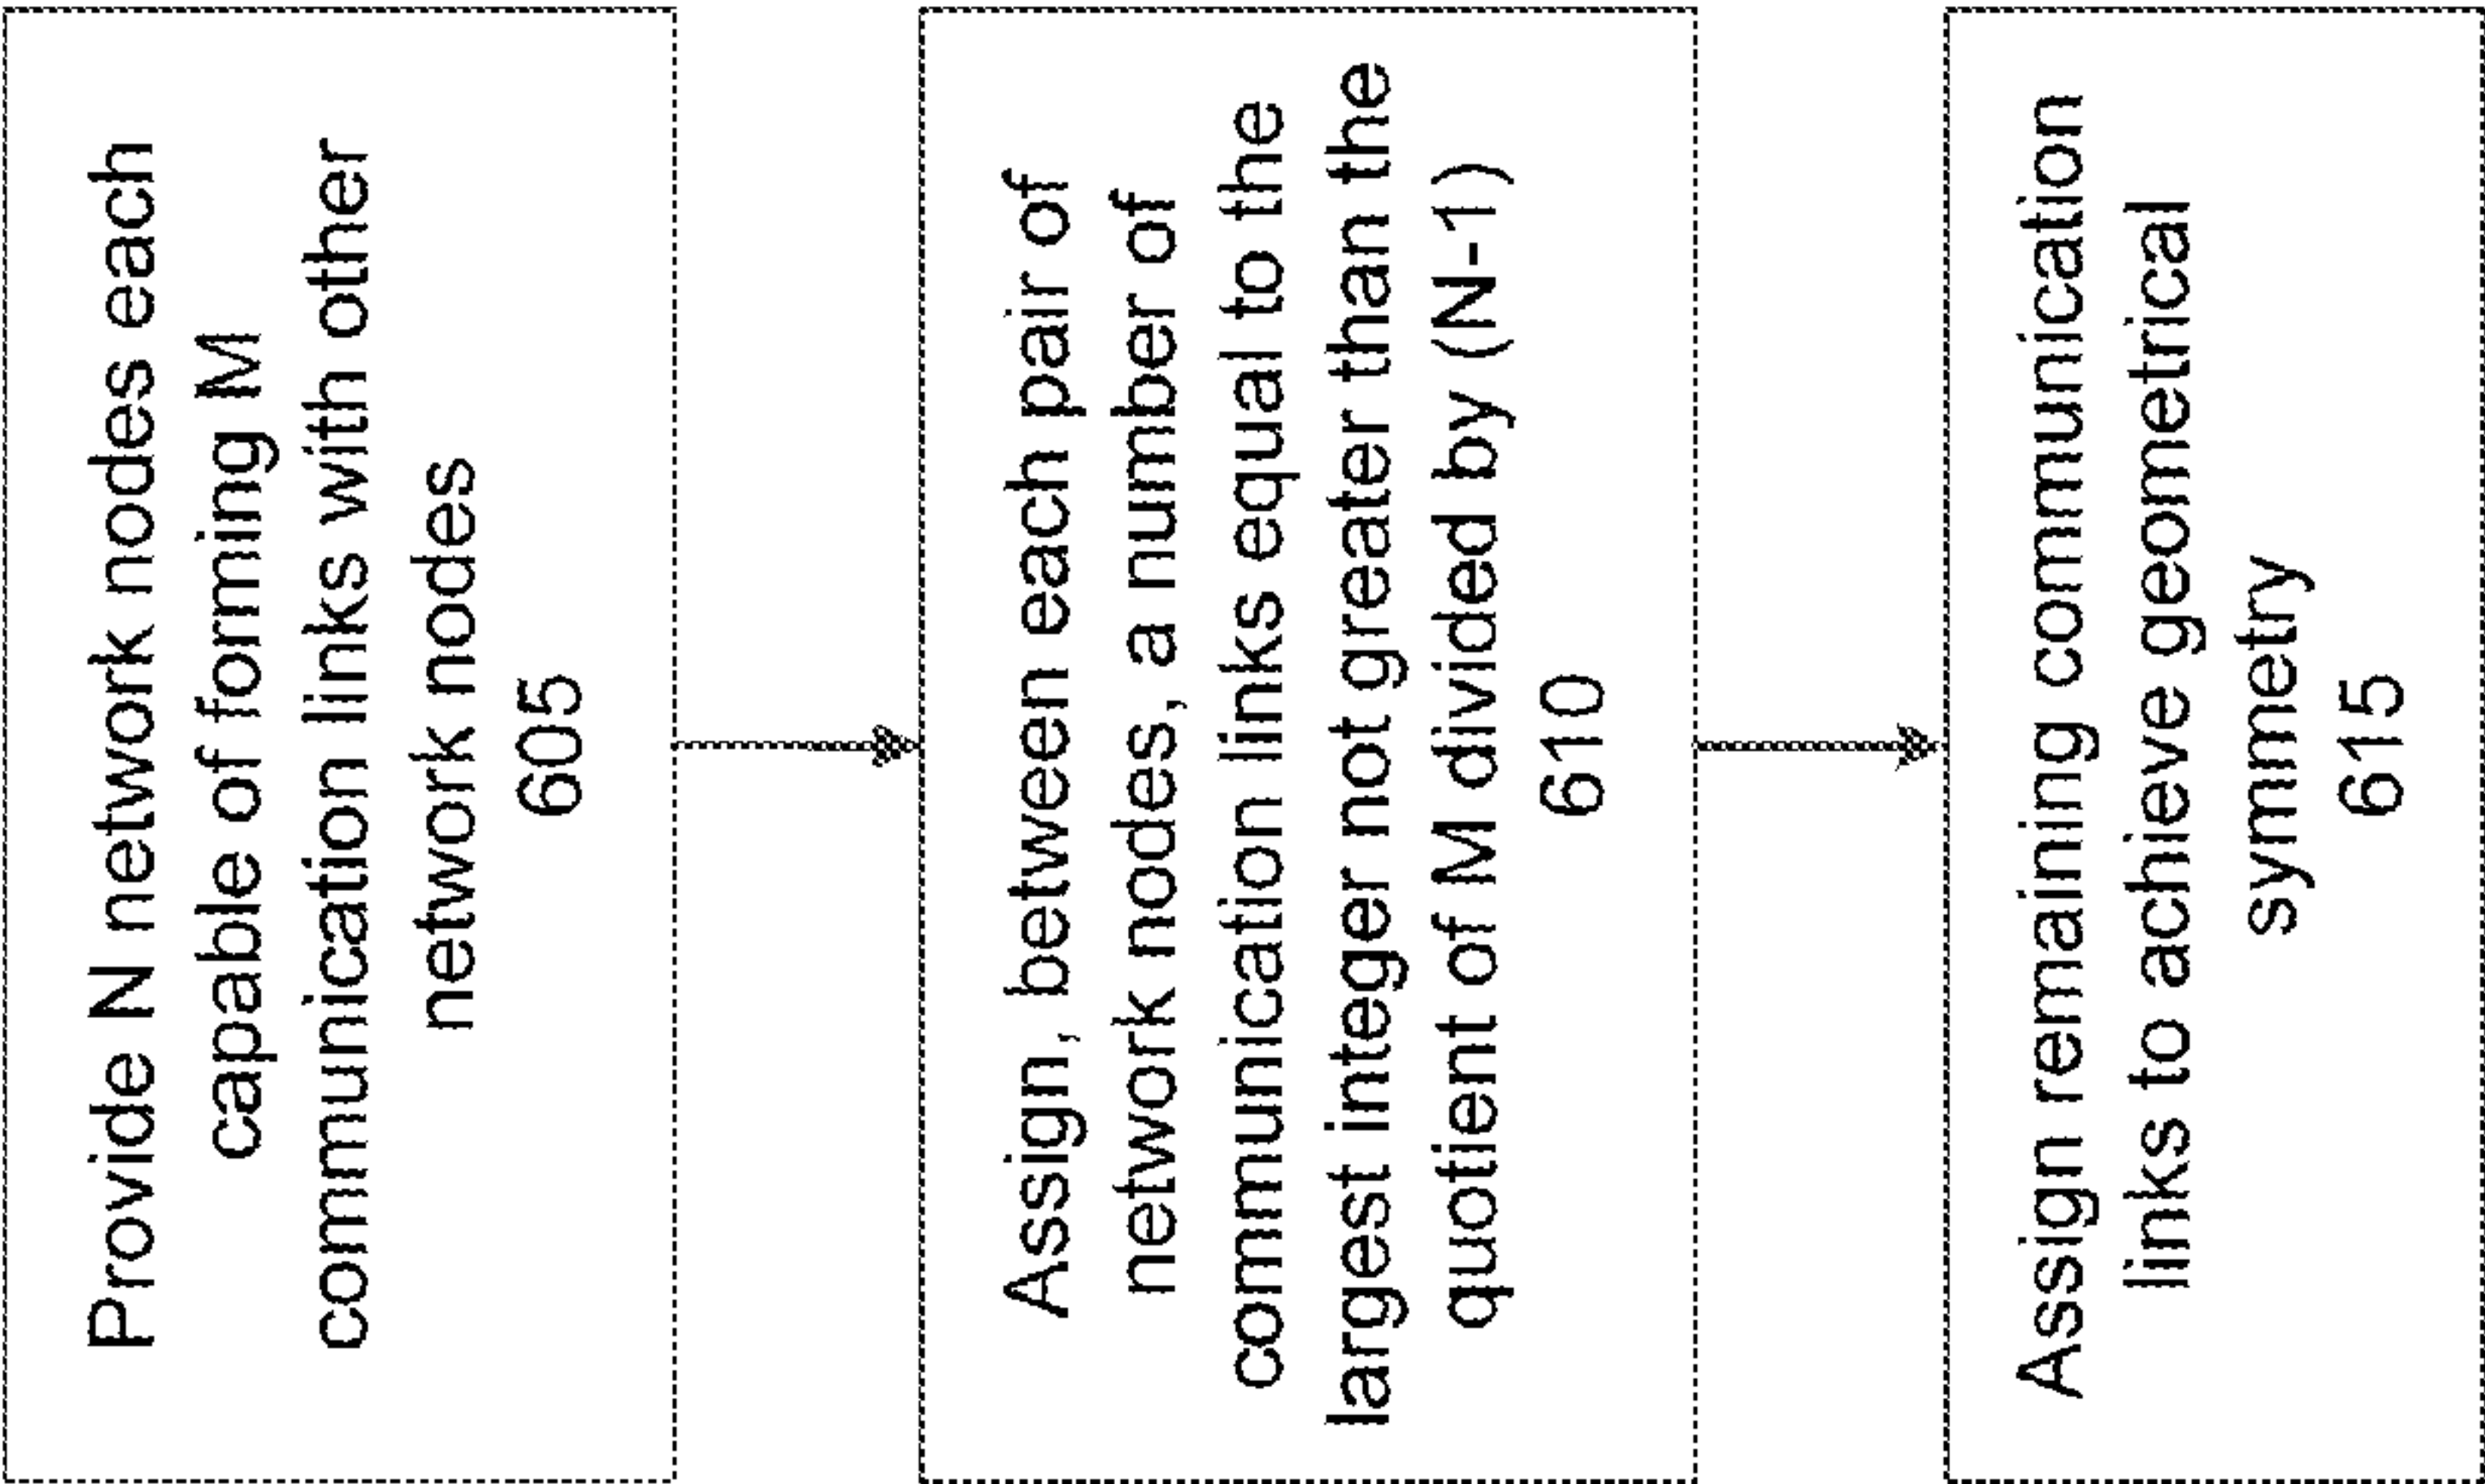 Provide N network nodes each
capable of forming M
communication links with other
network nodes
605
Assign, between each pair of
network nodes, a number of
communication links equal to the
largest integer not greater than the
quotient of M divided by (N-1)
610
Assign remaining communication
links to achieve geometrical
symmetry
615